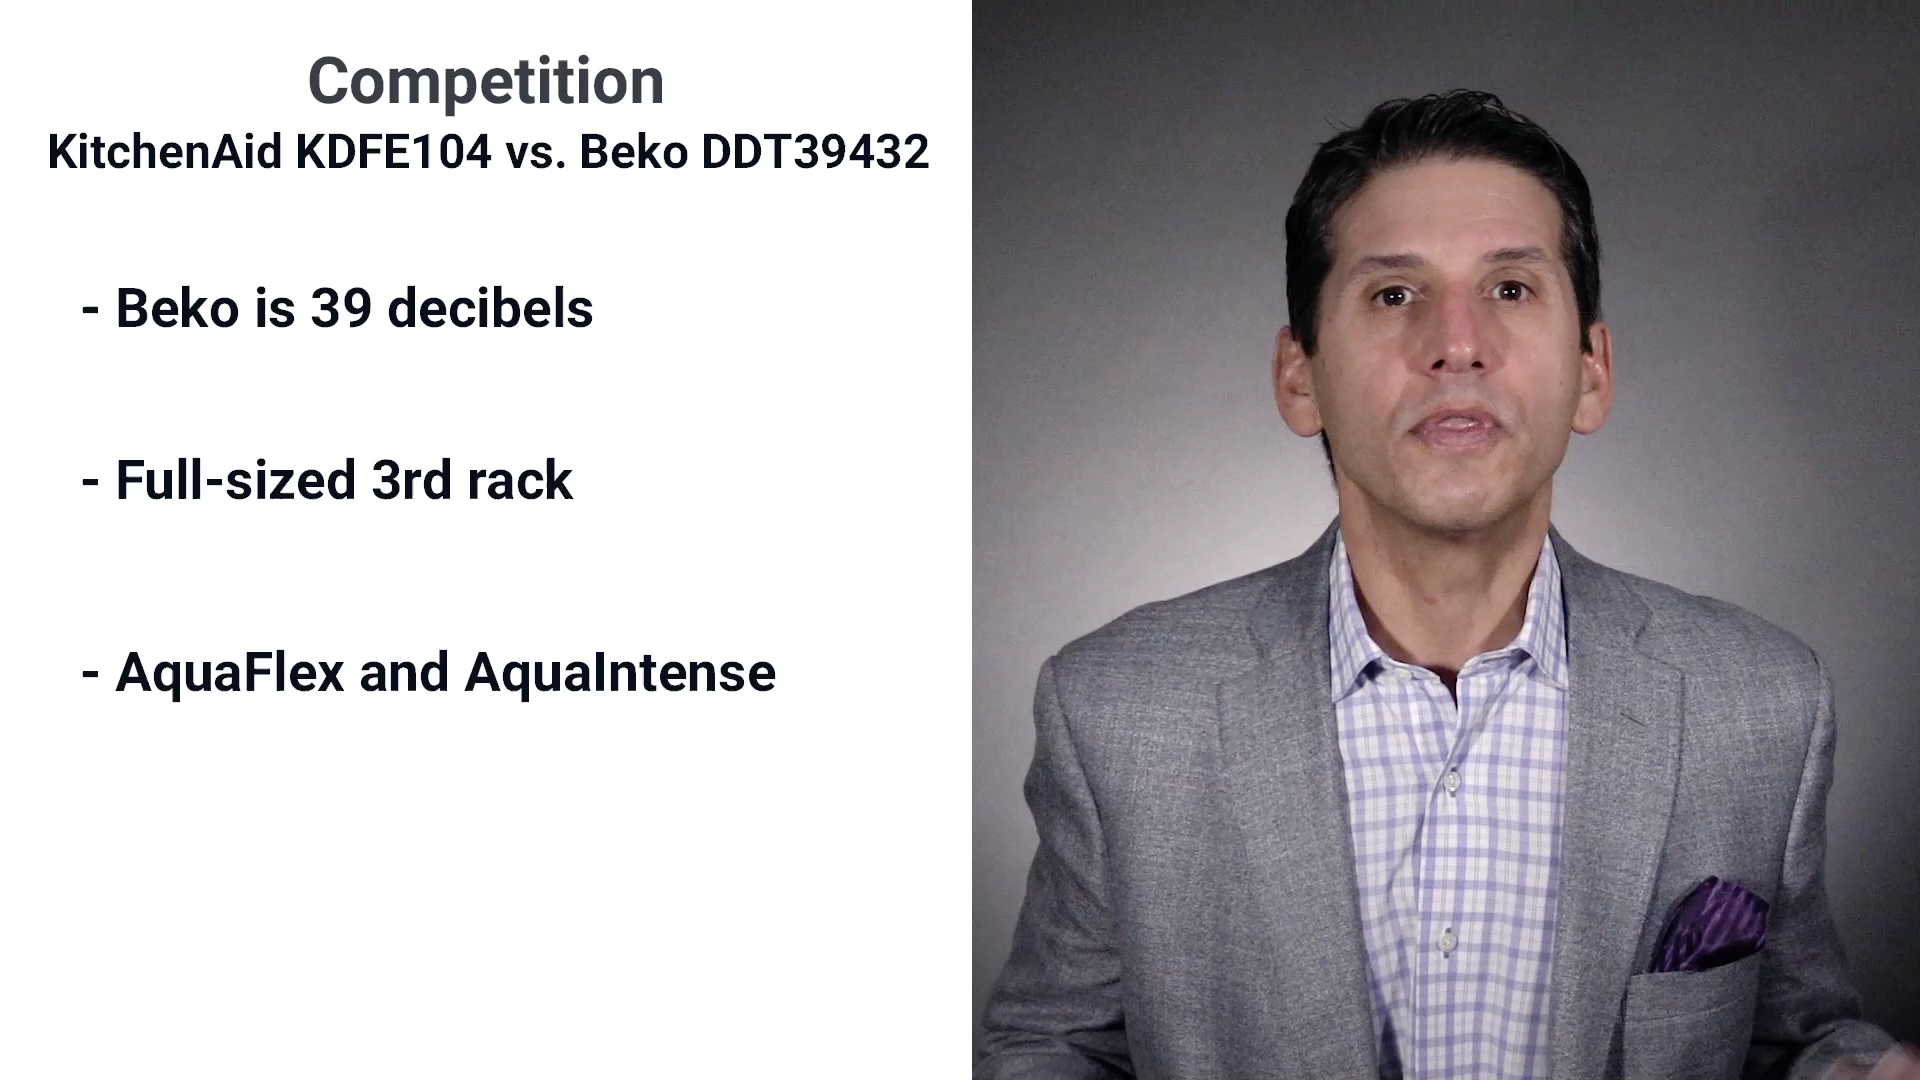 Competition
KitchenAid KDFE104 vs. Beko DDT39432
- Beko is 39 decibels
- Full-sized 3rd rack
- AquaFlex and AquaIntense